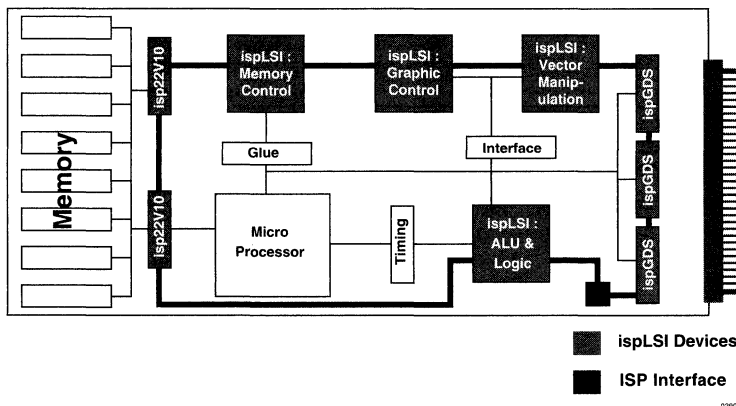 Memory
isp22V10
ispLSI :
Memory
Control
ispLSI :
Graphic
Control
ispLSI :
Vector
Manip-
ulation
ispGDS
Glue
Interface
ispGDS
isp22V10
Micro
Processor
Timing
ispLSI :
ALU &
Logic
ispGDS
ispLSI Devices
ISP Interface